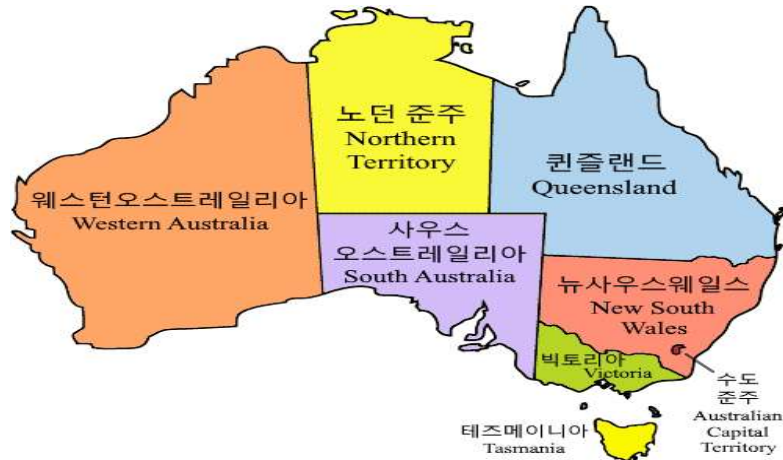 노던 준주
Northern
Territory
퀸즐랜드
Queensland
웨스턴오스트레일리아
Western Australia
사우스
오스트레일리아
South Australia
뉴사우스웨일스
New South
Wales
빅토리아
Victoria
수도
준주
Australian
Capital
Territory
테즈메이니아
Tasmania